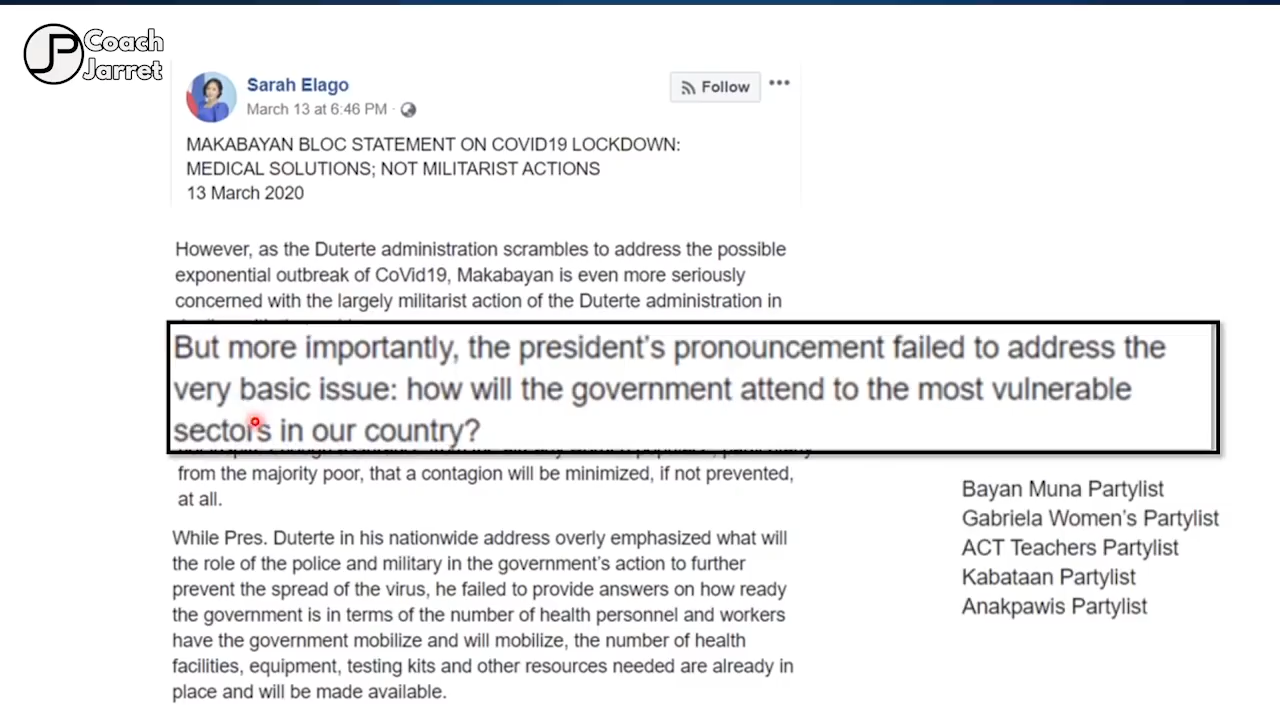 Coach
Jarret
Sarah Elago
March 13 at 6:46 PM ·
Follow
MAKABAYAN BLOC STATEMENT ON COVID19 LOCKDOWN:
MEDICAL SOLUTIONS; NOT MILITARIST ACTIONS
13 March 2020
However, as the Duterte administration scrambles to address the possible
exponential outbreak of CoVid19, Makabayan is even more seriously
concerned with the largely militarist action of the Duterte administration in
But more importantly, the president's pronouncement failed to address the
very basic issue: how will the government attend to the most vulnerable
sectors in our country?
from the majority poor, that a contagion will be minimized, if not prevented,
at all.
While Pres. Duterte in his nationwide address overly emphasized what will
the role of the police and military in the government's action to further
prevent the spread of the virus, he failed to provide answers on how ready
the government is in terms of the number of health personnel and workers
have the government mobilize and will mobilize, the number of health
facilities, equipment, testing kits and other resources needed are already in
place and will be made available.
Bayan Muna Partylist
Gabriela Women's Partylist
ACT Teachers Partylist
Kabataan Partylist
Anakpawis Partylist